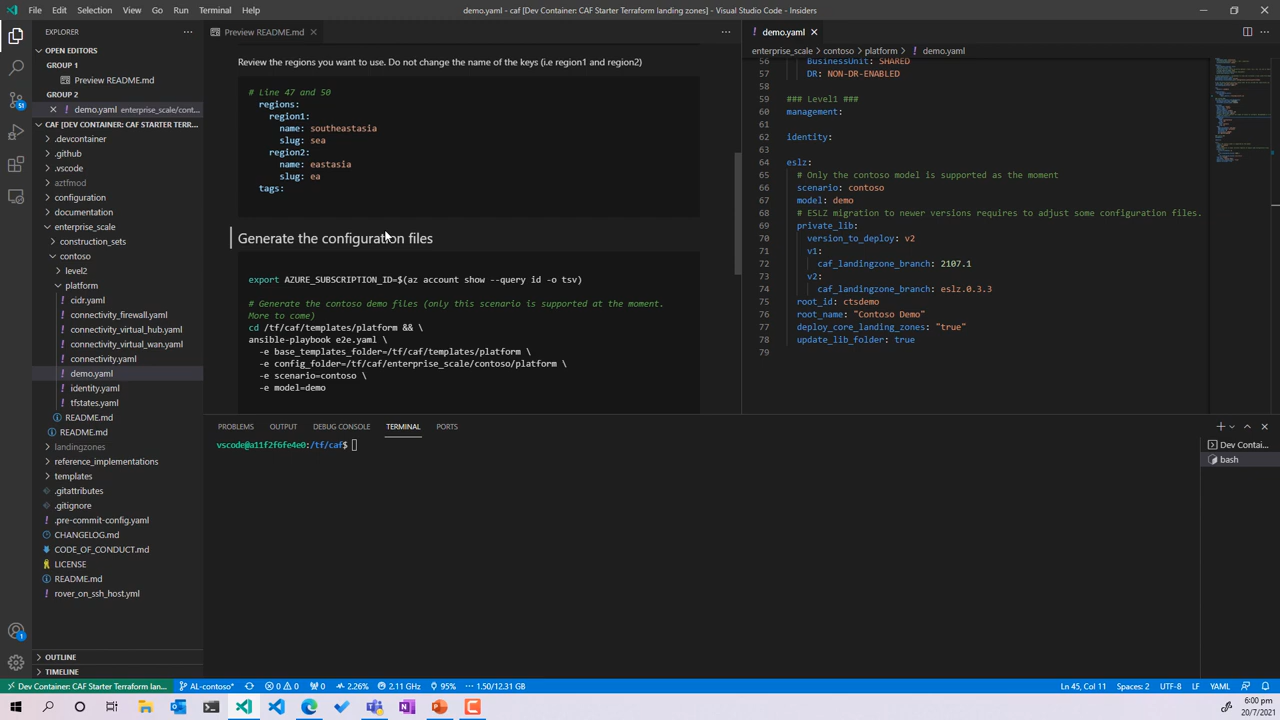 File Edit Selection View Go Run Terminal Help
demo.yaml - caf [Dev Container: CAF Starter Terraform landing zones] - Visual Studio Code - Insiders
EXPLORER
OPEN EDITORS
GROUP 1
Preview README.md
GROUP 2
demo.yaml enterprise_scale/cont...
CAF [DEV CONTAINER: CAF STARTER TERR...
.devcontainer
.github
.vscode
aztfmod
configuration
documentation
enterprise_scale
construction_sets
contoso
level2
platform
cidr.yaml
connectivity_firewall.yaml
connectivity_virtual_hub.yaml
connectivity_virtual_wan.yaml
connectivity.yaml
demo.yaml
identity.yaml
tfstates.yaml
README.md
README.md
landingzones
reference_implementations
templates
.gitattributes
.gitignore
.pre-commit-config.yaml
CHANGELOG.md
CODE_OF_CONDUCT.md
LICENSE
README.md
rover_on_ssh_host.yml
OUTLINE
TIMELINE
51
1
Preview README.md
Review the regions you want to use. Do not change the name of the keys (i.e region1 and region2)
# Line 47 and 50
regions:
region1:
name: southeastasia
slug: sea
region2:
name: eastasia
slug: ea
tags:
Generate the configuration files
export AZURE_SUBSCRIPTION_ID=$(az account show --query id -o tsv)
# Generate the contoso demo files (only this scenario is supported at the moment.
More to come)
cd /tf/caf/templates/platform && \
ansible-playbook e2e.yaml \
-e base_templates_folder=/tf/caf/templates/platform \
-e config_folder=/tf/caf/enterprise_scale/contoso/platform \
-e scenario=contoso \
-e model=demo
demo.yaml
enterprise_scale > contoso > platform > demo.yaml
56 BusinessUnit: SHARED
57 DR: NON-DR-ENABLED
58
59 ### Level1 ###
60 management:
61
62 identity:
63
64 eslz:
65 # Only the contoso model is supported as the moment
66 scenario: contoso
67 model: demo
68 # ESLZ migration to newer versions requires to adjust some configuration files.
69 private_lib:
70 version_to_deploy: v2
71 v1:
72 caf_landingzone_branch: 2107.1
73 v2:
74 caf_landingzone_branch: eslz.0.3.3
75 root_id: ctsdemo
76 root_name: "Contoso Demo"
77 deploy_core_landing_zones: "true"
78 update_lib_folder: true
79
PROBLEMS OUTPUT DEBUG CONSOLE TERMINAL PORTS
vscode@a11f2f6fe4e0:/tf/caf$
Dev Contai...
bash
Dev Container: CAF Starter Terraform lan... AL-contoso* 0 0 0 2.26% 2.11 GHz 95% 1.50/12.31 GB
Ln 45, Col 11 Spaces: 2 UTF-8 LF YAML
6:00 pm
20/7/2021